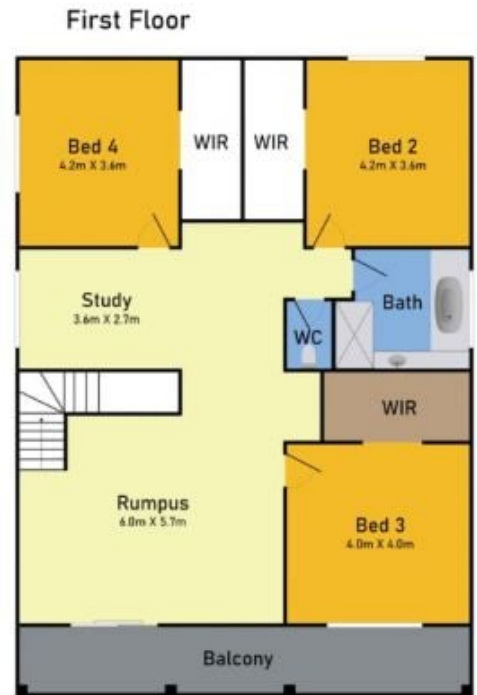 First Floor
Bed 4
4.2m X 3.6m
WIR
WIR
Bed 2
4.2m X 3.6m
Study
3.6m X 2.7m
WC
Bath
WIR
Rumpus
6.0m X 5.7m
Bed 3
4.0m X 4.0m
Balcony